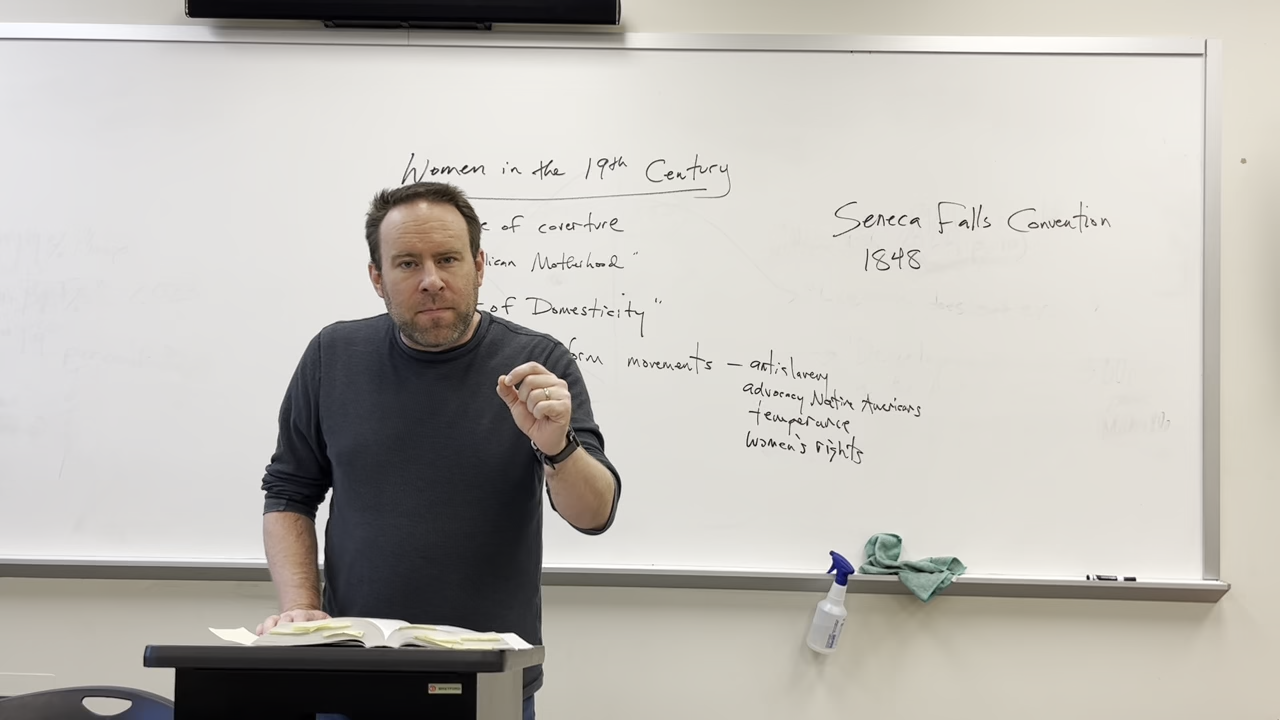 Women in the 19th Century
of coverture
Motherhood"
of Domesticity"
movements — antislavery
advocacy Native Americans
temperance
women's rights
Seneca Falls Convention
1848